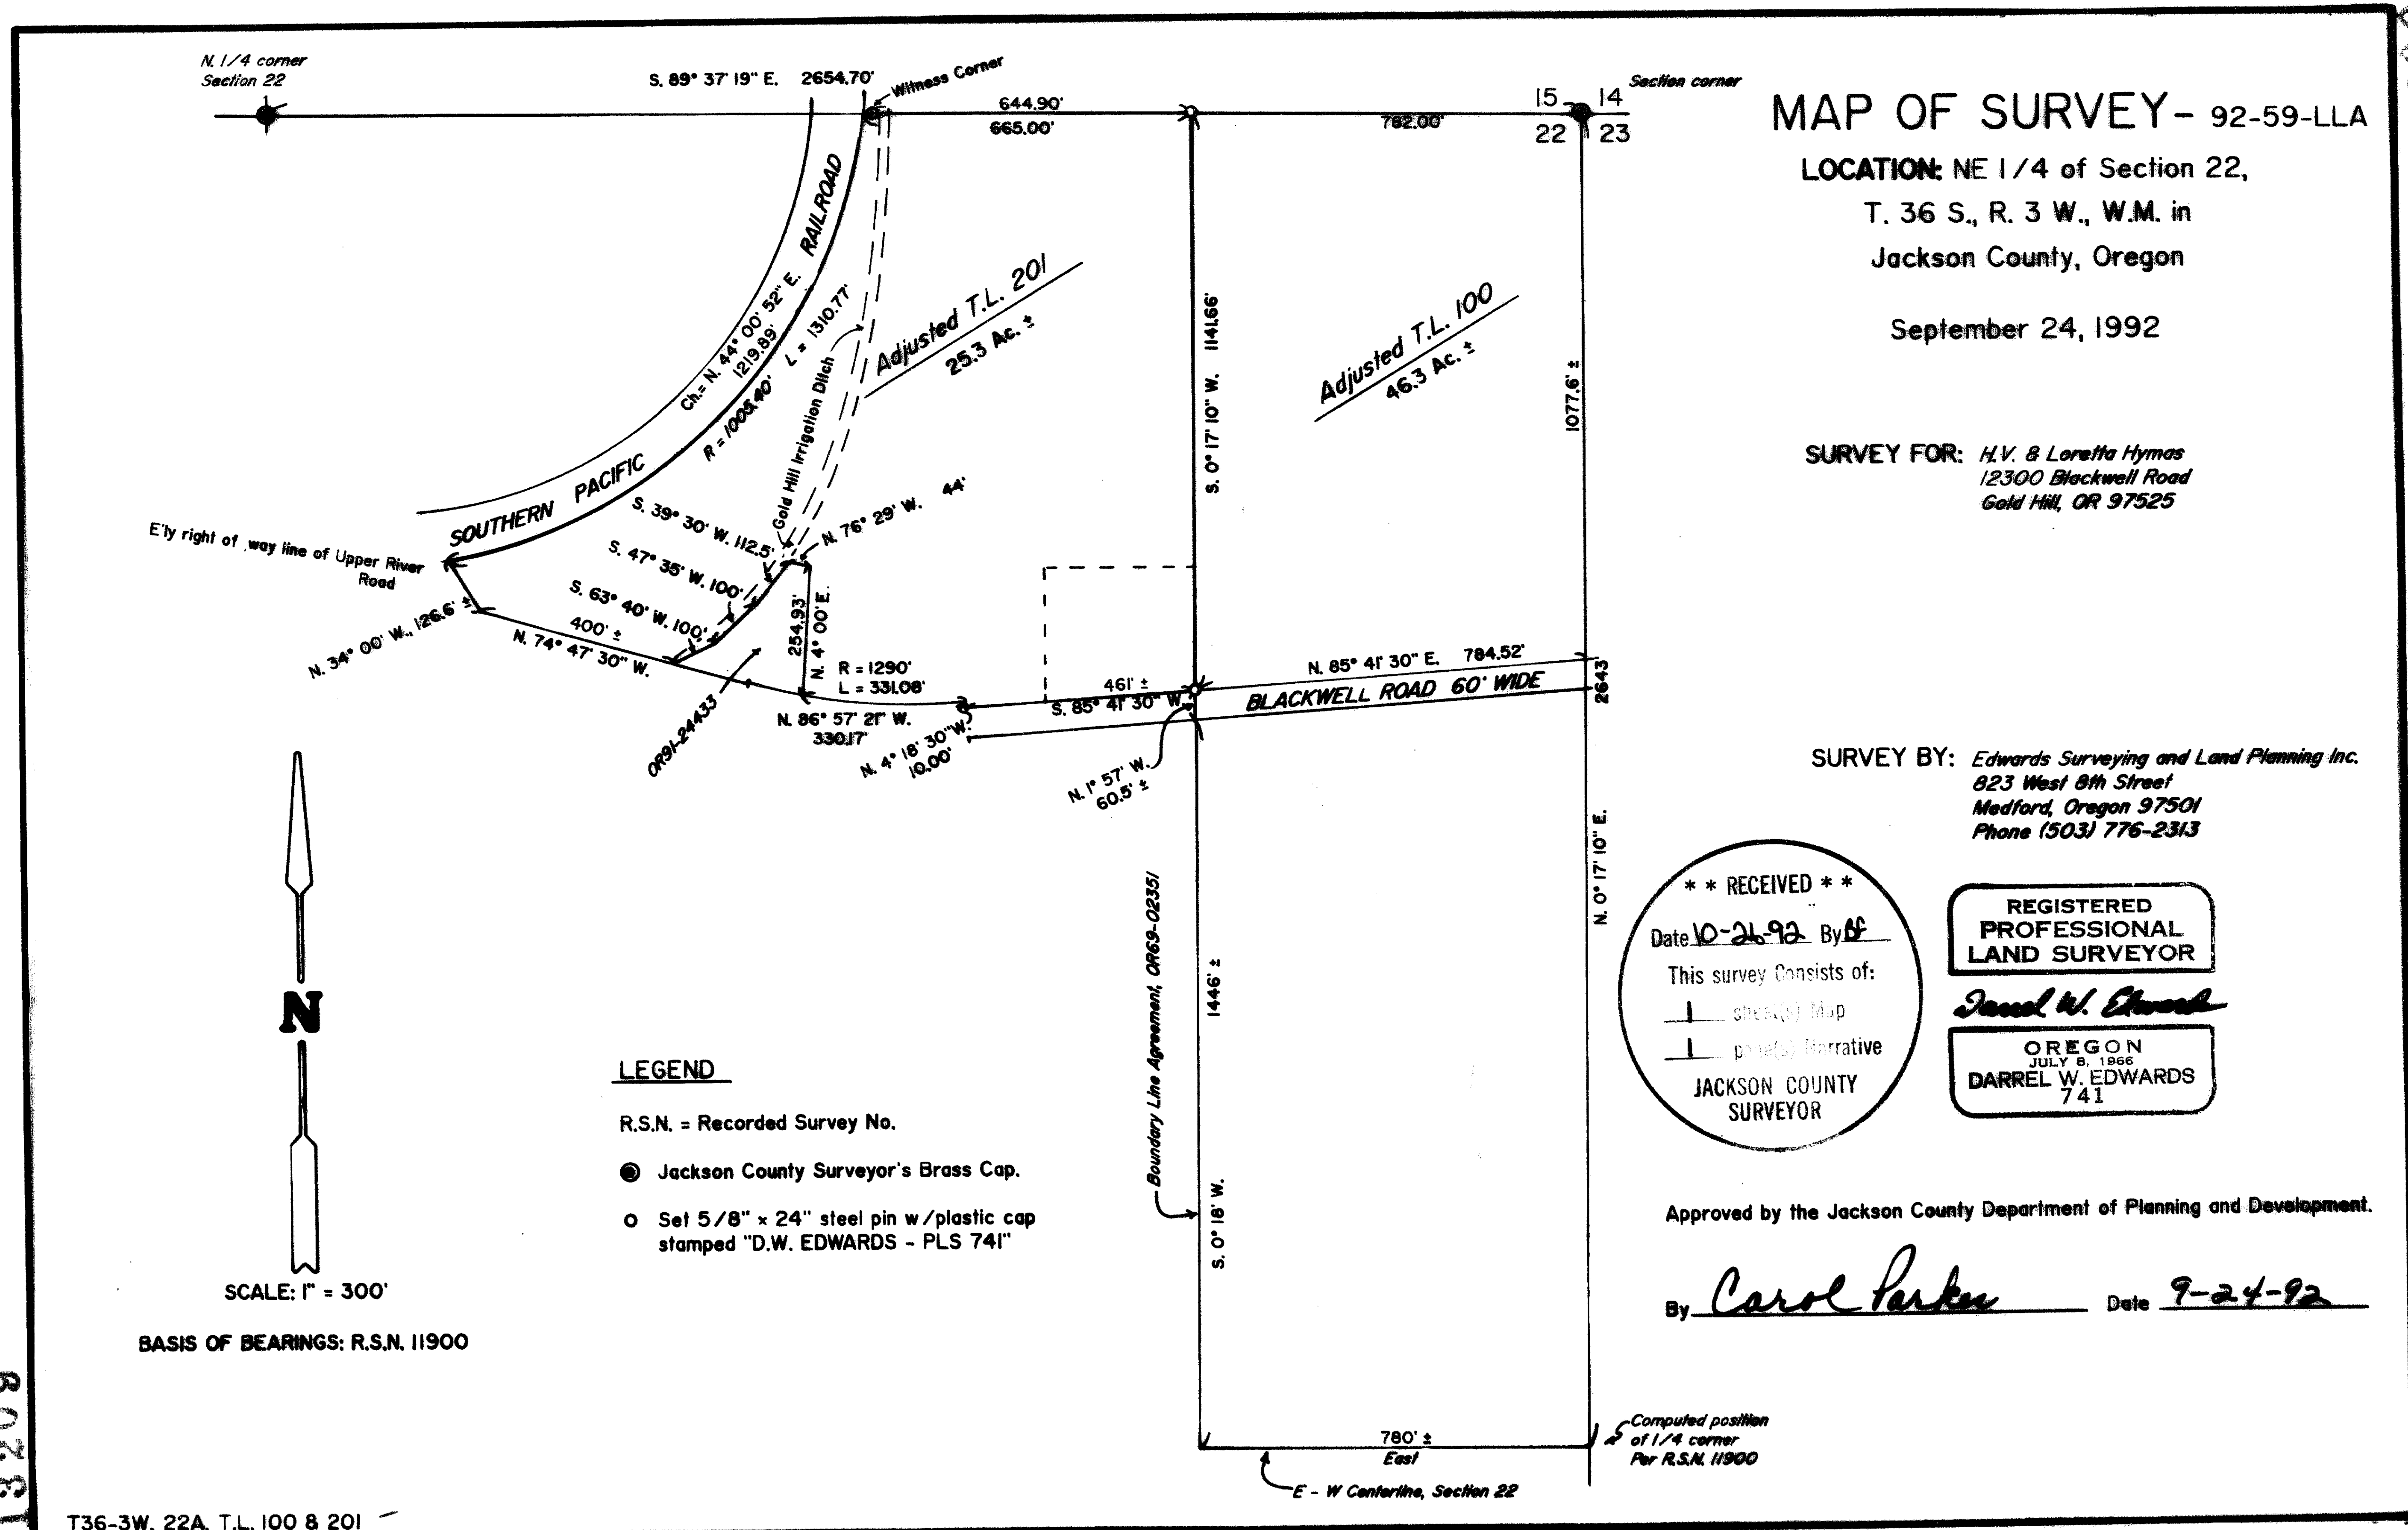 N. 1/4 corner
Section 22
S. 89° 37' 19" E. 2654.70'
Witness Corner
644.90'
665.00'
782.00'
15 14
22 23
Section corner
MAP OF SURVEY- 92-59-LLA
LOCATION: NE 1/4 of Section 22,
T. 36 S., R. 3 W., W.M. in
Jackson County, Oregon
September 24, 1992
SURVEY FOR: H.V. & Loretta Hymas
12300 Blackwell Road
Gold Hill, OR 97525
SURVEY BY: Edwards Surveying and Land Planning Inc.
823 West 8th Street
Medford, Oregon 97501
Phone (503) 776-2313
SOUTHERN PACIFIC RAILROAD
Ch.= N. 44° 00' 52" E.
1219.89'
R = 1005.40' L = 1310.77'
Gold Hill Irrigation Ditch
Adjusted T.L. 201
25.3 Ac. ±
S. 0° 17' 10" W. 1141.66'
Adjusted T.L. 100
46.3 Ac. ±
1077.6' ±
E'ly right of way line of Upper River
Road
S. 39° 30' W. 112.5'
N. 76° 29' W. 44'
S. 47° 35' W. 100'
S. 63° 40' W. 100'
N. 34° 00' W., 126.6' ±
400' ±
N. 74° 47' 30" W.
254.93'
N. 4° 00' E.
R = 1290'
L = 331.08'
N. 86° 57' 21" W.
330.17'
OR91-24433
N. 4° 18' 30" W.
10.00'
461' ±
S. 85° 41' 30" W.
N. 1° 57' W.
60.5' ±
N. 85° 41' 30" E. 784.52'
BLACKWELL ROAD 60' WIDE
2643
N. 0° 17' 10" E.
Boundary Line Agreement, OR69-02351
1446' ±
S. 0° 18' W.
780' ±
East
E - W Centerline, Section 22
Computed position
of 1/4 corner
Per R.S.N. 11900
N
SCALE: 1" = 300'
BASIS OF BEARINGS: R.S.N. 11900
LEGEND
R.S.N. = Recorded Survey No.
Jackson County Surveyor's Brass Cap.
Set 5/8" x 24" steel pin w/plastic cap
stamped "D.W. EDWARDS - PLS 741"
* * RECEIVED * *
Date 10-26-92 By
This survey Consists of:
1 sheet(s) Map
1 page(s) Narrative
JACKSON COUNTY
SURVEYOR
REGISTERED
PROFESSIONAL
LAND SURVEYOR
Darrel W. Edwards
OREGON
JULY 8, 1966
DARREL W. EDWARDS
741
Approved by the Jackson County Department of Planning and Development.
By Carol Parker Date 9-24-92
T36-3W, 22A, T.L. 100 & 201
13208